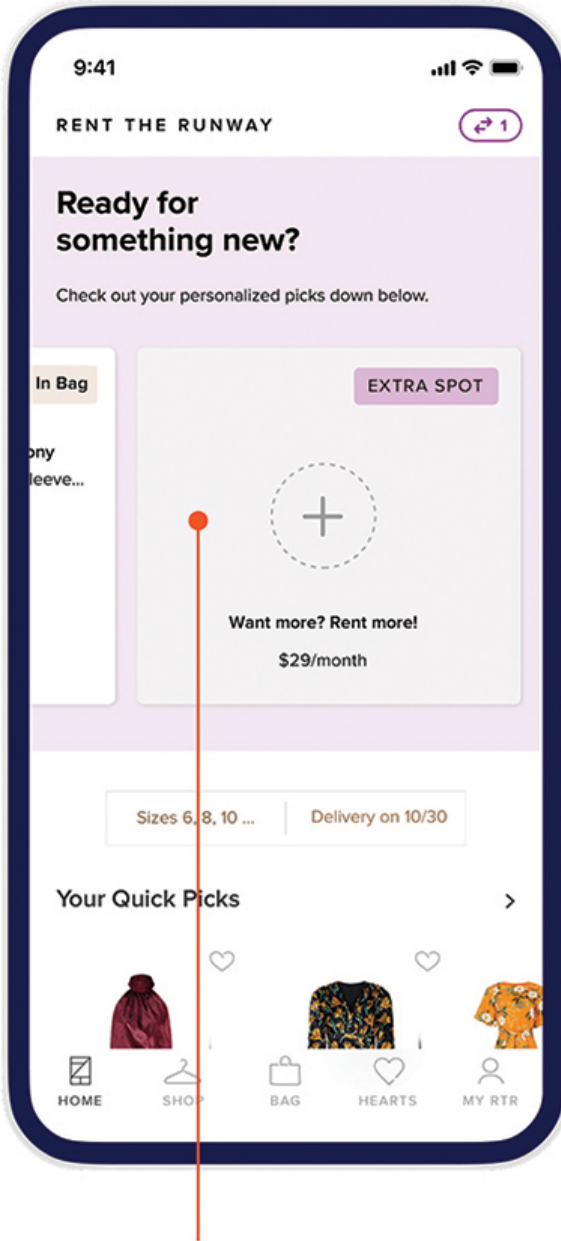 9:41
RENT THE RUNWAY
1
Ready for
something new?
Check out your personalized picks down below.
In Bag
ony
leeve...
EXTRA SPOT
Want more? Rent more!
$29/month
Sizes 6, 8, 10 ...
Delivery on 10/30
Your Quick Picks
HOME SHOP BAG HEARTS MY RTR